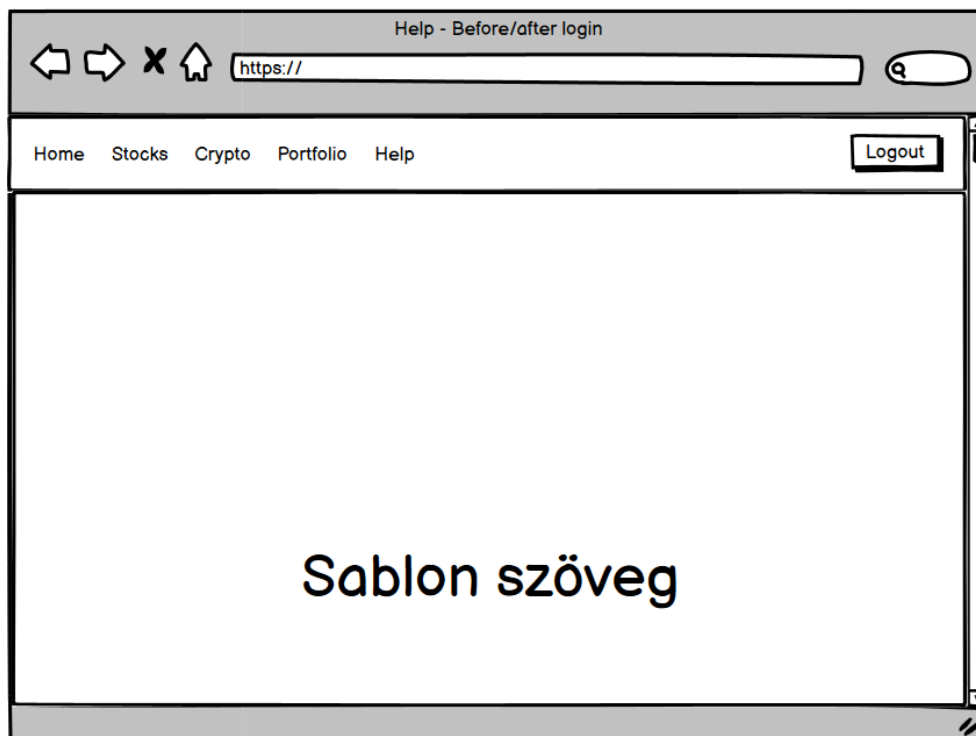 Help - Before/after login
https://
Home Stocks Crypto Portfolio Help Logout
Sablon szöveg